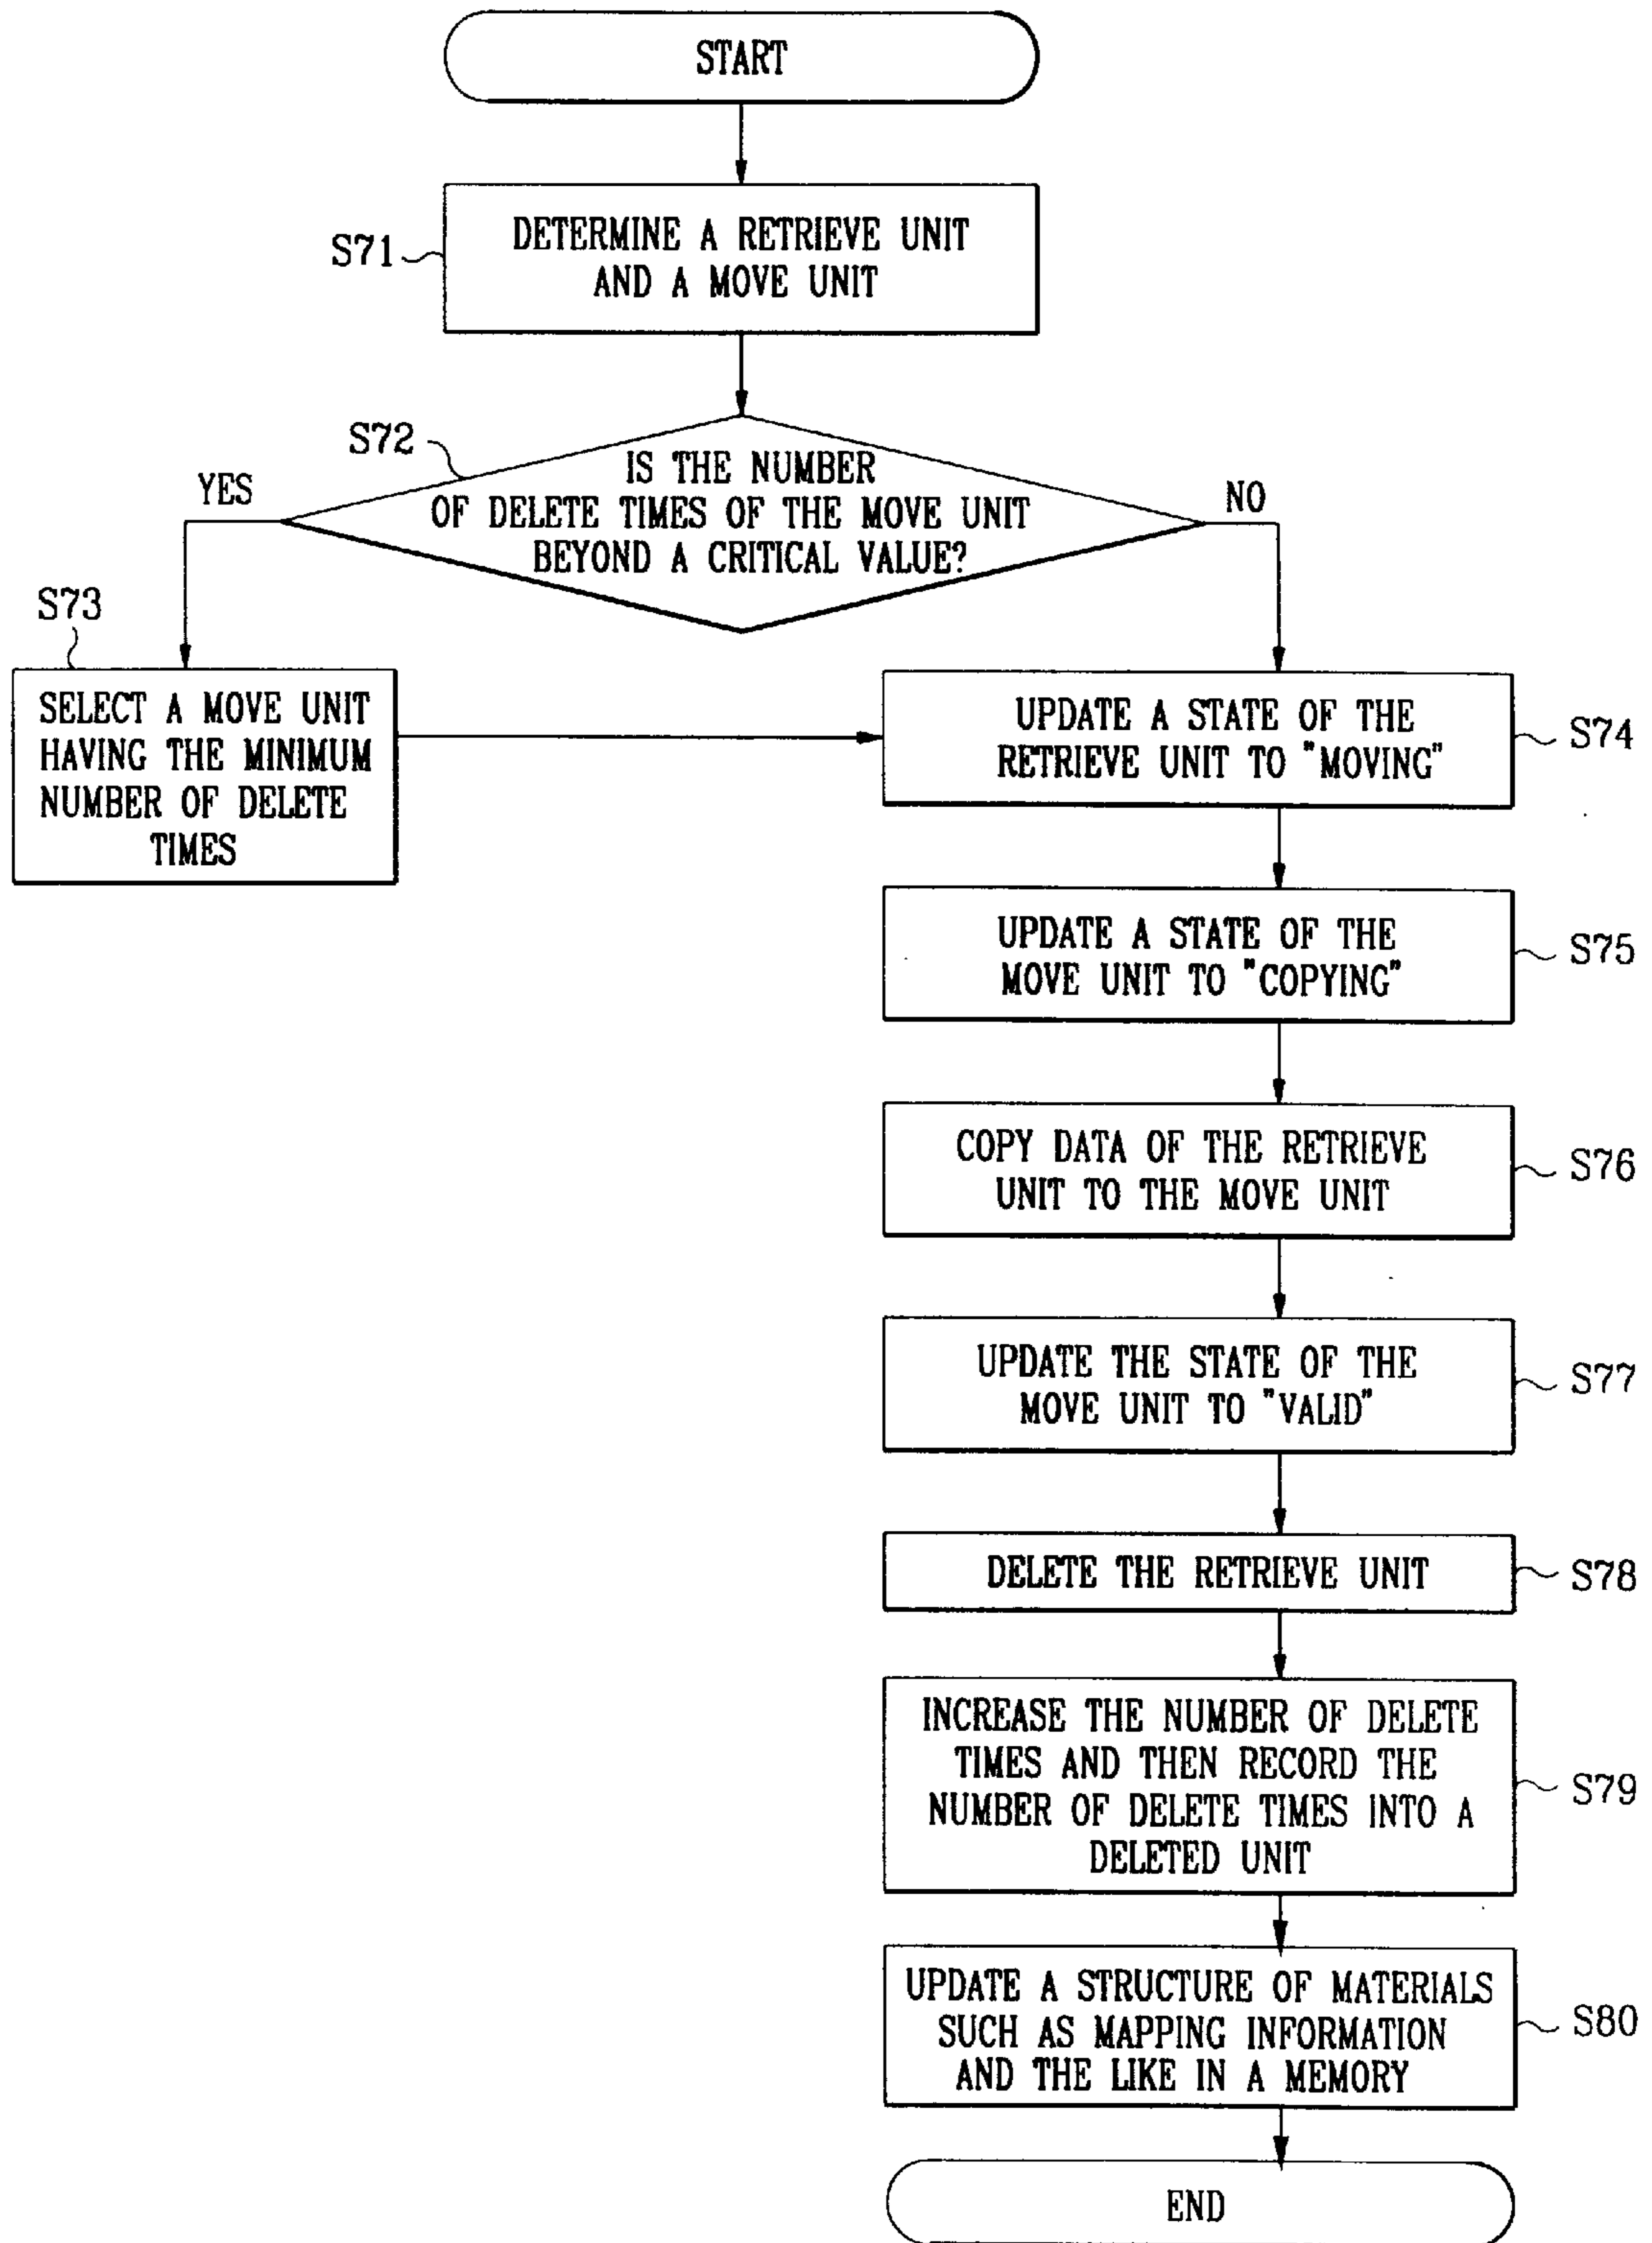 START
S71
DETERMINE A RETRIEVE UNIT
AND A MOVE UNIT
S72
IS THE NUMBER
OF DELETE TIMES OF THE MOVE UNIT
BEYOND A CRITICAL VALUE?
YES
NO
S73
SELECT A MOVE UNIT
HAVING THE MINIMUM
NUMBER OF DELETE
TIMES
UPDATE A STATE OF THE
RETRIEVE UNIT TO "MOVING"
S74
UPDATE A STATE OF THE
MOVE UNIT TO "COPYING"
S75
COPY DATA OF THE RETRIEVE
UNIT TO THE MOVE UNIT
S76
UPDATE THE STATE OF THE
MOVE UNIT TO "VALID"
S77
DELETE THE RETRIEVE UNIT
S78
INCREASE THE NUMBER OF DELETE
TIMES AND THEN RECORD THE
NUMBER OF DELETE TIMES INTO A
DELETED UNIT
S79
UPDATE A STRUCTURE OF MATERIALS
SUCH AS MAPPING INFORMATION
AND THE LIKE IN A MEMORY
S80
END